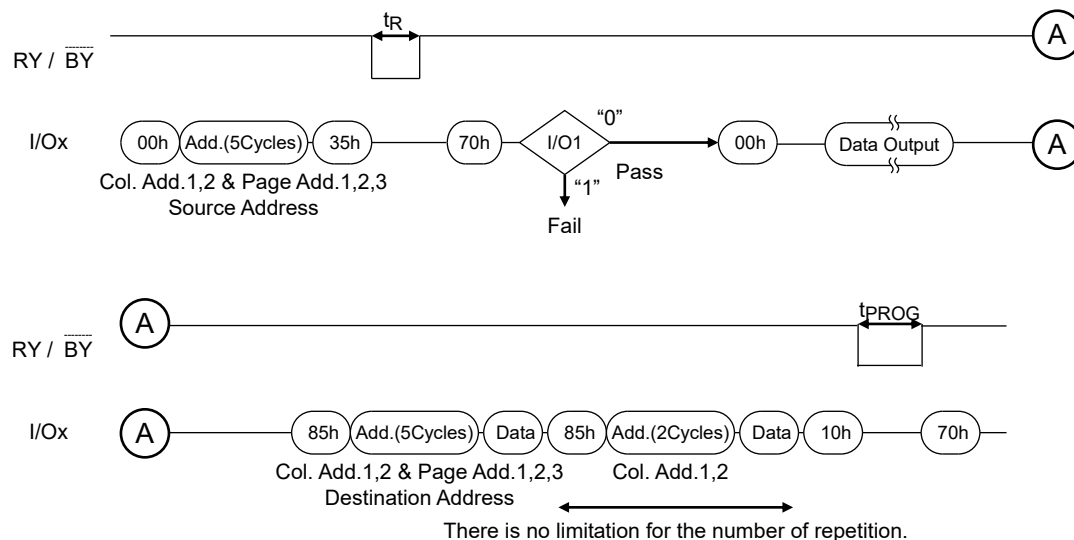 tR
A
RY / BY
I/Ox
00h Add.(5Cycles) 35h 70h I/O1 "0" 00h Data Output A
Pass
"1"
Col. Add.1,2 & Page Add.1,2,3
Source Address
Fail
A
tPROG
RY / BY
I/Ox
A 85h Add.(5Cycles) Data 85h Add.(2Cycles) Data 10h 70h
Col. Add.1,2 & Page Add.1,2,3 Col. Add.1,2
Destination Address
There is no limitation for the number of repetition.